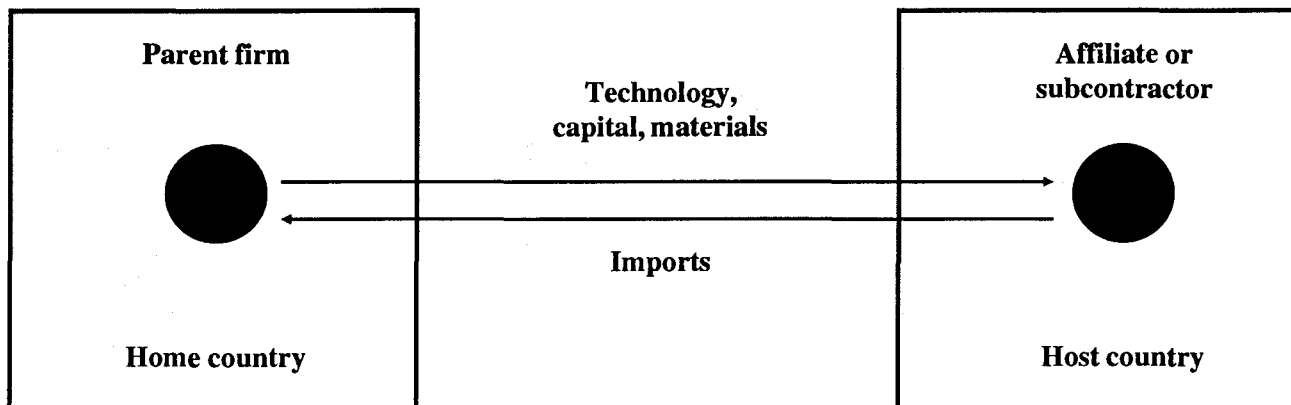 Parent firm
Affiliate or
subcontractor
Technology,
capital, materials
Imports
Home country
Host country